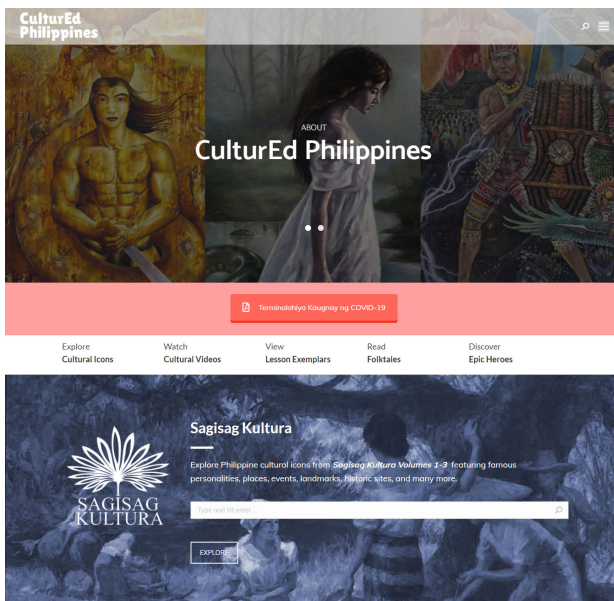 CulturEd
Philippines
ABOUT
CulturEd Philippines
Terminolohiya Kaugnay ng COVID-19
Explore
Cultural Icons
Watch
Cultural Videos
View
Lesson Exemplars
Read
Folktales
Discover
Epic Heroes
SAGISAG
KULTURA
Sagisag Kultura
Explore Philippine cultural icons from Sagisag Kultura Volumes 1-3 featuring famous
personalities, places, events, landmarks, historic sites, and many more.
Type and hit enter ...
EXPLORE